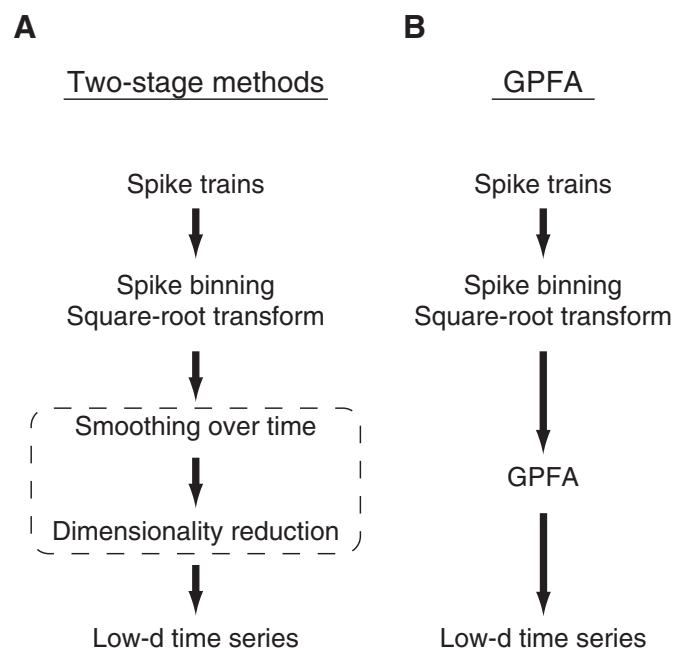 A
Two-stage methods
Spike trains
Spike binning
Square-root transform
Smoothing over time
Dimensionality reduction
Low-d time series
B
GPFA
Spike trains
Spike binning
Square-root transform
GPFA
Low-d time series